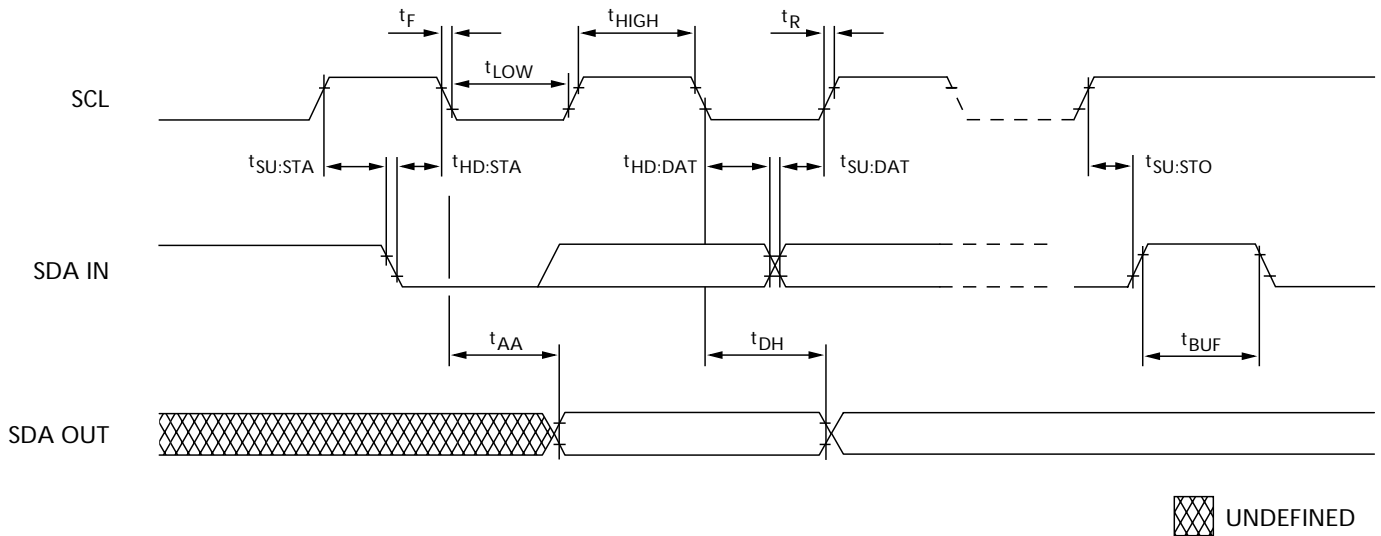 tF
tHIGH
tR
tLOW
SCL
tSU:STA
tHD:STA
tHD:DAT
tSU:DAT
tSU:STO
SDA IN
tAA
tDH
tBUF
SDA OUT
UNDEFINED